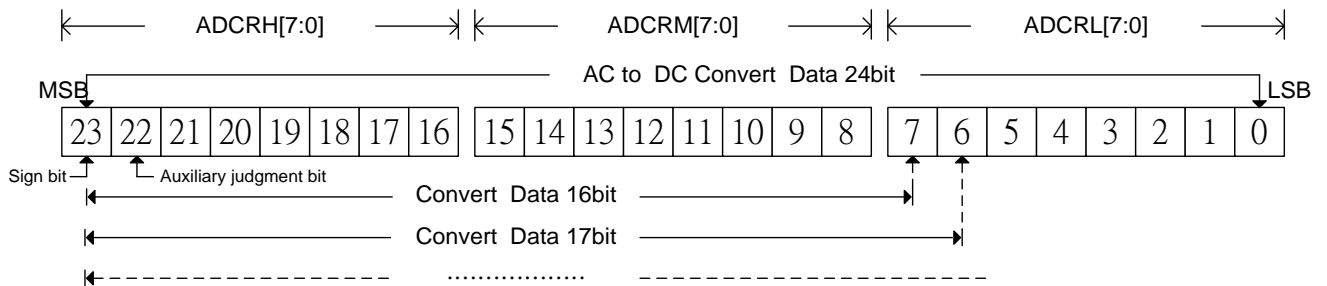 ADCRH[7:0] ADCRM[7:0] ADCRL[7:0]
AC to DC Convert Data 24bit
MSB LSB
23 22 21 20 19 18 17 16 15 14 13 12 11 10 9 8 7 6 5 4 3 2 1 0
Sign bit Auxiliary judgment bit
Convert Data 16bit
Convert Data 17bit
..................